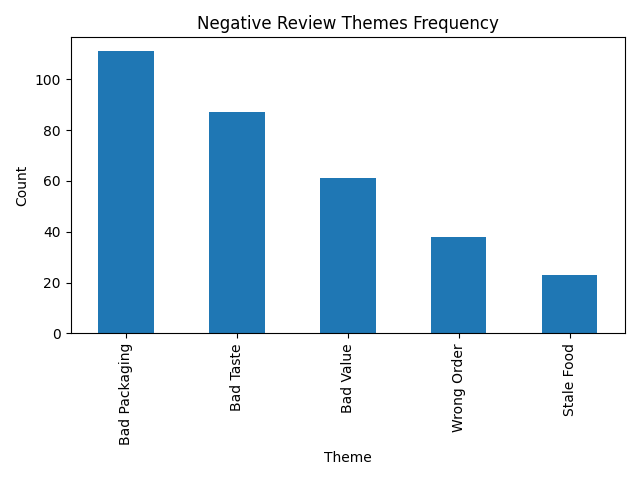 Negative Review Themes Frequency
100
80
60
40
20
0
Count
Bad Packaging
Bad Taste
Bad Value
Wrong Order
Stale Food
Theme